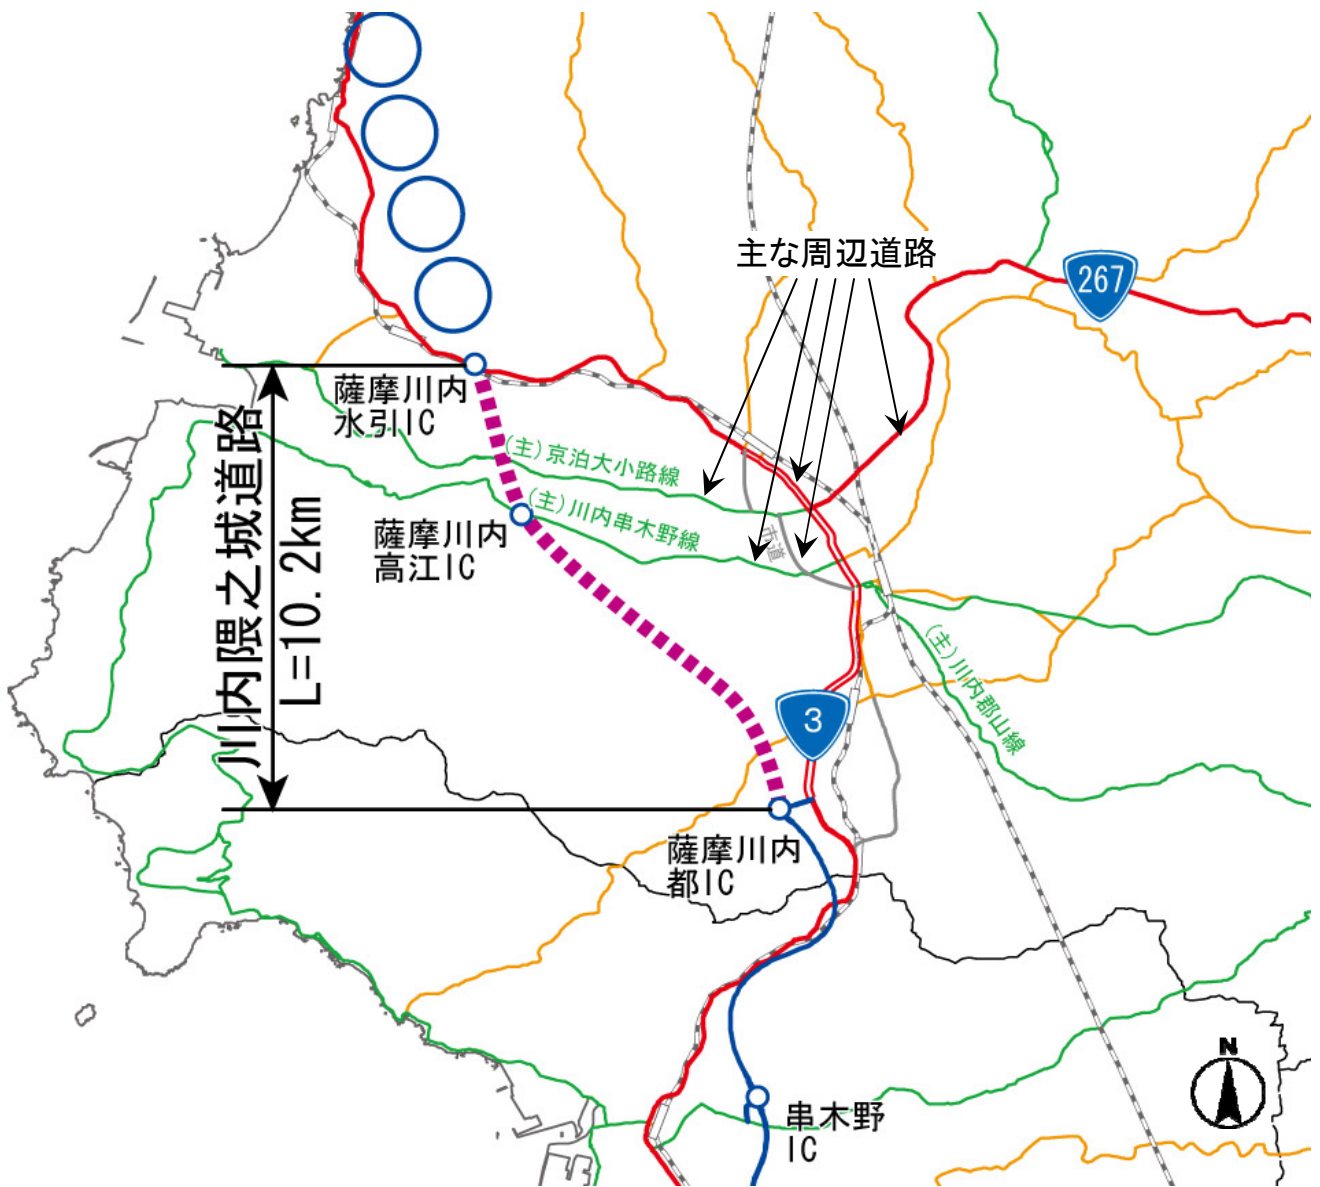 主な周辺道路
267
薩摩川内
水引IC
(主)京泊大小路線
(主)川内串木野線
薩摩川内
高江IC
市道
川内隈之城道路
L=10.2km
(主)川内郡山線
3
薩摩川内
都IC
N
串木野
IC